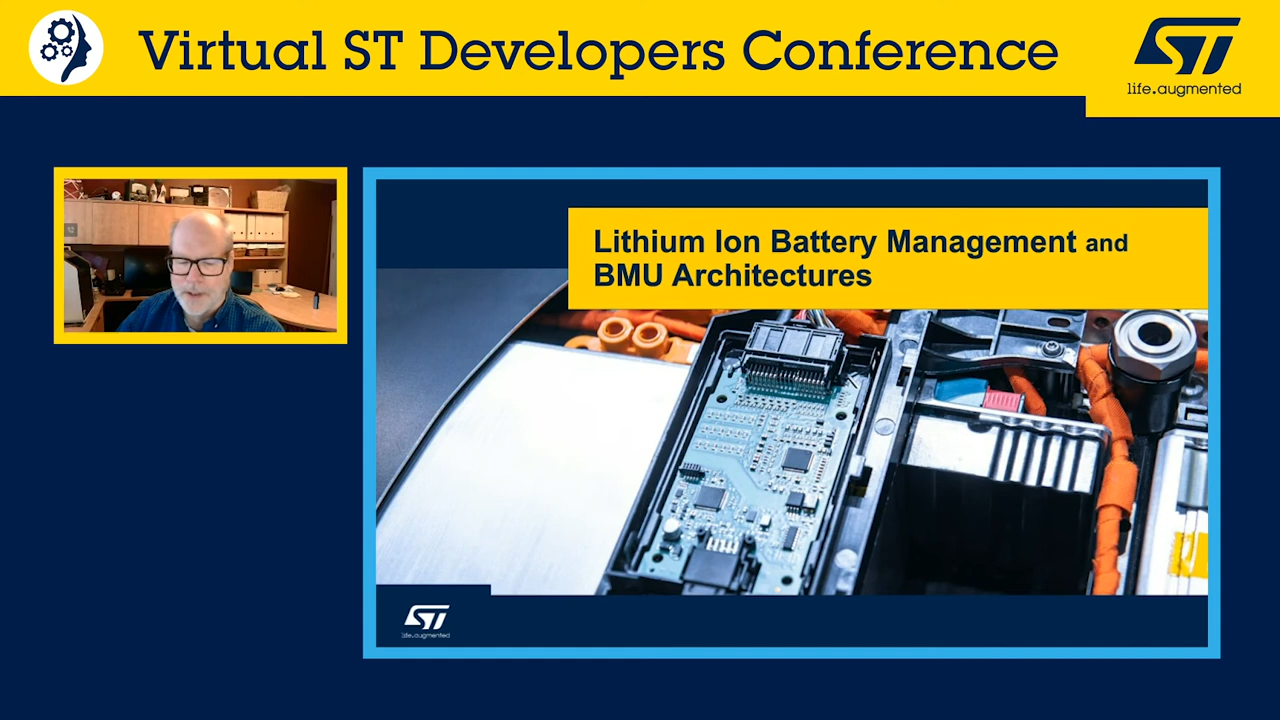 Virtual ST Developers Conference
ST
life.augmented
Lithium Ion Battery Management and
BMU Architectures
ST
life.augmented